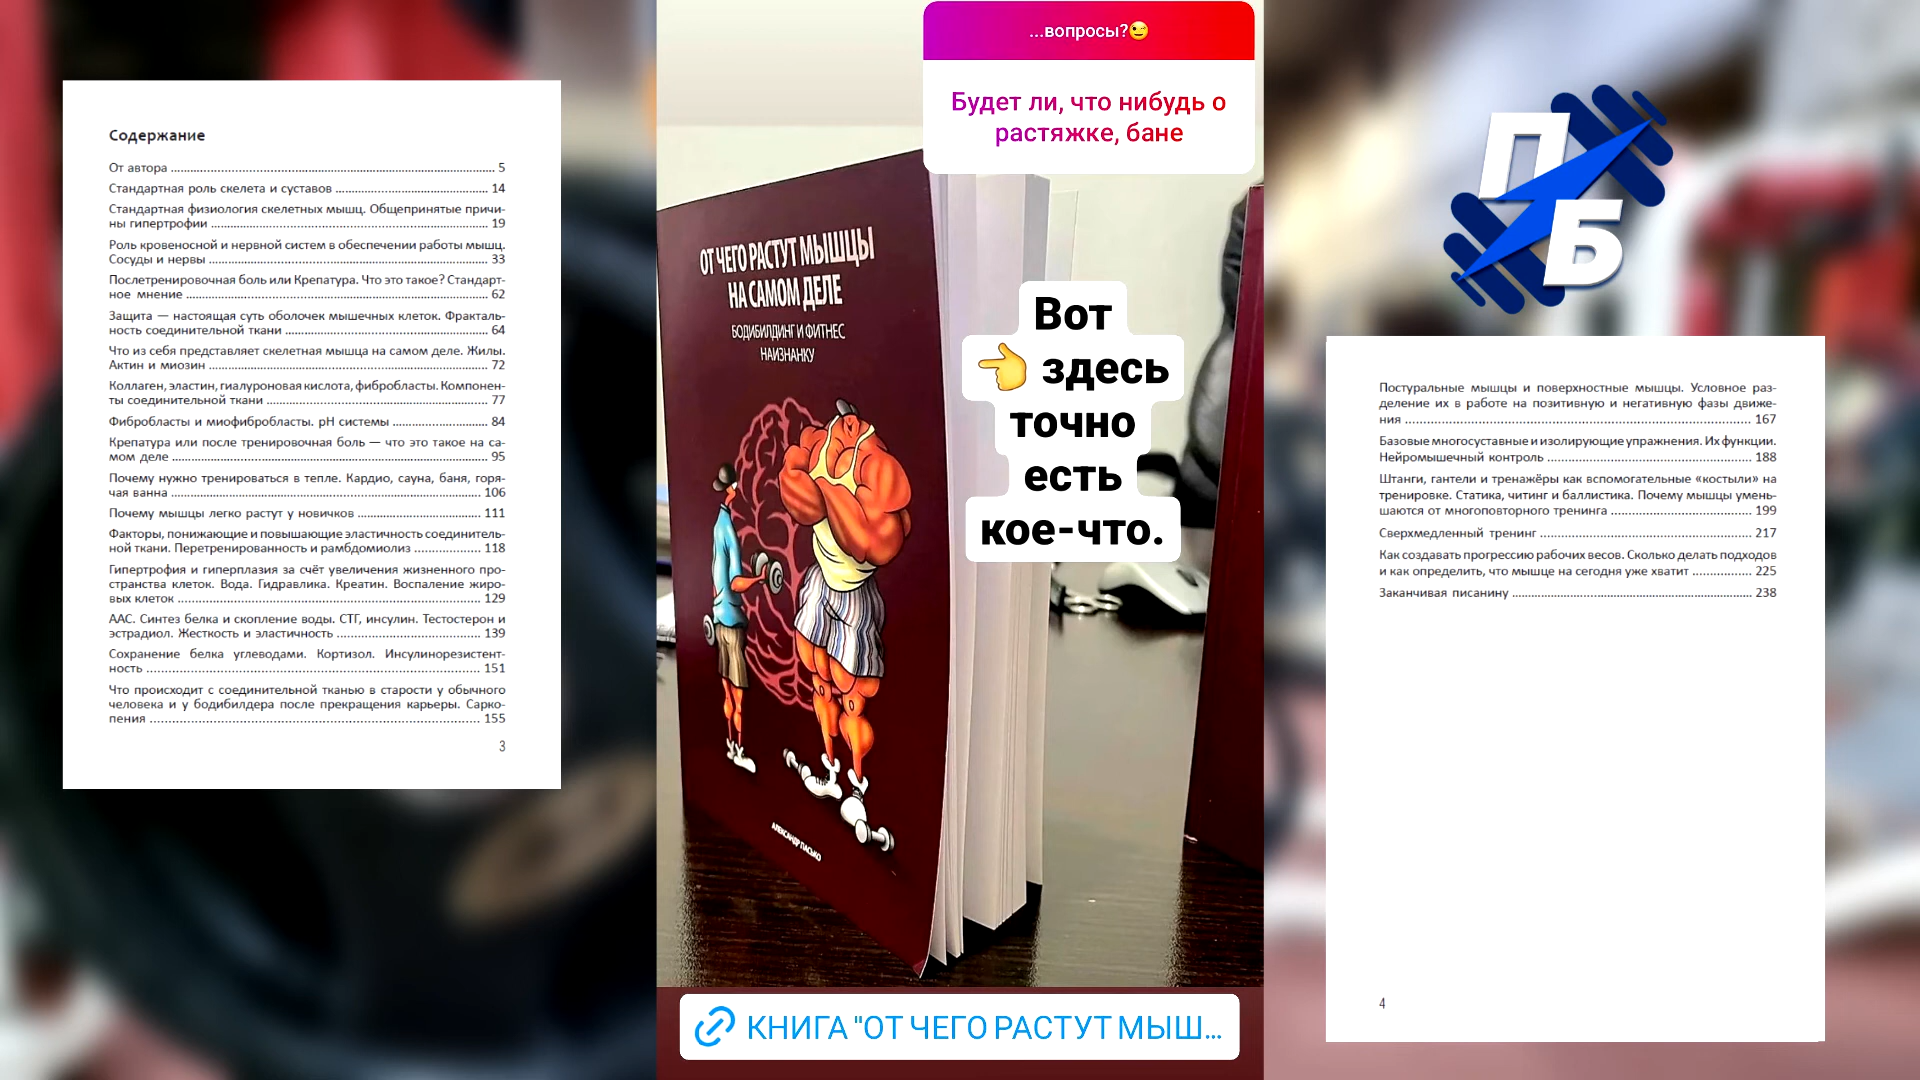 Содержание
От автора ..... 5
Стандартная роль скелета и суставов ..... 14
Стандартная физиология скелетных мышц. Общепринятые причи-
ны гипертрофии ..... 19
Роль кровеносной и нервной систем в обеспечении работы мышц.
Сосуды и нервы ..... 33
Послетренировочная боль или Крепатура. Что это такое? Стандарт-
ное мнение ..... 62
Защита — настоящая суть оболочек мышечных клеток. Фракталь-
ность соединительной ткани ..... 64
Что из себя представляет скелетная мышца на самом деле. Жилы.
Актин и миозин ..... 72
Коллаген, эластин, гиалуроновая кислота, фибробласты. Компонен-
ты соединительной ткани ..... 77
Фибробласты и миофибробласты. pH системы ..... 84
Крепатура или после тренировочная боль — что это такое на са-
мом деле ..... 95
Почему нужно тренироваться в тепле. Кардио, сауна, баня, горя-
чая ванна ..... 106
Почему мышцы легко растут у новичков ..... 111
Факторы, понижающие и повышающие эластичность соединитель-
ной ткани. Перетренированность и рамбдомиолиз ..... 118
Гипертрофия и гиперплазия за счёт увеличения жизненного про-
странства клеток. Вода. Гидравлика. Креатин. Воспаление жиро-
вых клеток ..... 129
ААС. Синтез белка и скопление воды. СТГ, инсулин. Тестостерон и
эстрадиол. Жесткость и эластичность ..... 139
Сохранение белка углеводами. Кортизол. Инсулинорезистент-
ность ..... 151
Что происходит с соединительной тканью в старости у обычного
человека и у бодибилдера после прекращения карьеры. Сарко-
пения ..... 155
3
...вопросы?😉
Будет ли, что нибудь о
растяжке, бане
ОТ ЧЕГО РАСТУТ МЫШЦЫ
НА САМОМ ДЕЛЕ
БОДИБИЛДИНГ И ФИТНЕС
НАИЗНАНКУ
АЛЕКСАНДР ПАСЬКО
Вот
👈 здесь
точно
есть
кое-что.
КНИГА "ОТ ЧЕГО РАСТУТ МЫШ...
П
Б
Постуральные мышцы и поверхностные мышцы. Условное раз-
деление их в работе на позитивную и негативную фазы движе-
ния ..... 167
Базовые многосуставные и изолирующие упражнения. Их функции.
Нейромышечный контроль ..... 188
Штанги, гантели и тренажёры как вспомогательные «костыли» на
тренировке. Статика, читинг и баллистика. Почему мышцы умень-
шаются от многоповторного тренинга ..... 199
Сверхмедленный тренинг ..... 217
Как создавать прогрессию рабочих весов. Сколько делать подходов
и как определить, что мышце на сегодня уже хватит ..... 225
Заканчивая писанину ..... 238
4